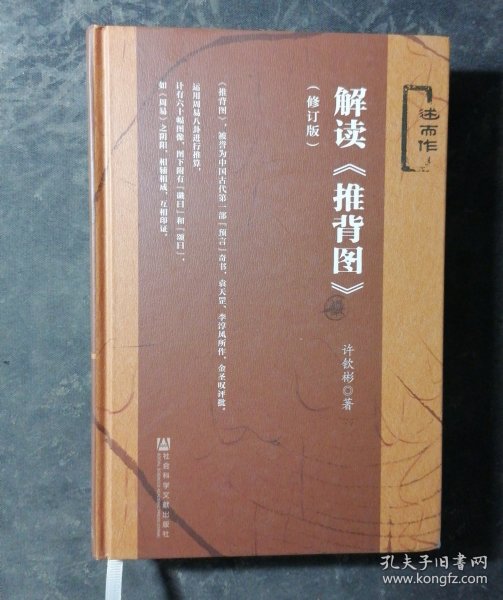 述而作
解读《推背图》
（修订版）
许钦彬◎著
《推背图》，被誉为中国古代第一部「预言」奇书，袁天罡、李淳风所作，金圣叹评批。
运用周易八卦进行推算，
计有六十幅图像，图下附有「谶曰」和「颂曰」，
如《周易》之阴阳，相辅相成，互相印证。
社会科学文献出版社
孔夫子旧书网
www.kongfz.com